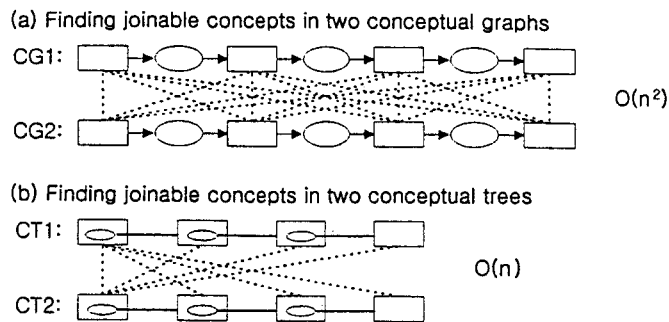 (a) Finding joinable concepts in two conceptual graphs
CG1:
O(n²)
CG2:
(b) Finding joinable concepts in two conceptual trees
CT1:
O(n)
CT2: